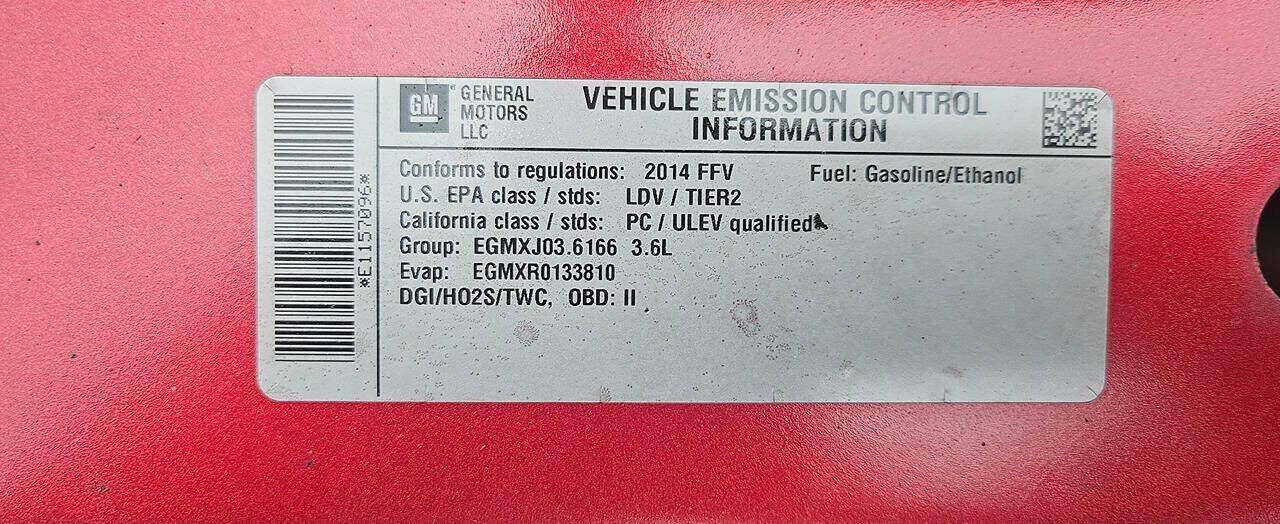 GM
GENERAL
MOTORS
LLC
VEHICLE EMISSION CONTROL
INFORMATION
*E1157096*
Conforms to regulations: 2014 FFV Fuel: Gasoline/Ethanol
U.S. EPA class / stds: LDV / TIER2
California class / stds: PC / ULEV qualified
Group: EGMXJ03.6166 3.6L
Evap: EGMXR0133810
DGI/HO2S/TWC, OBD: II